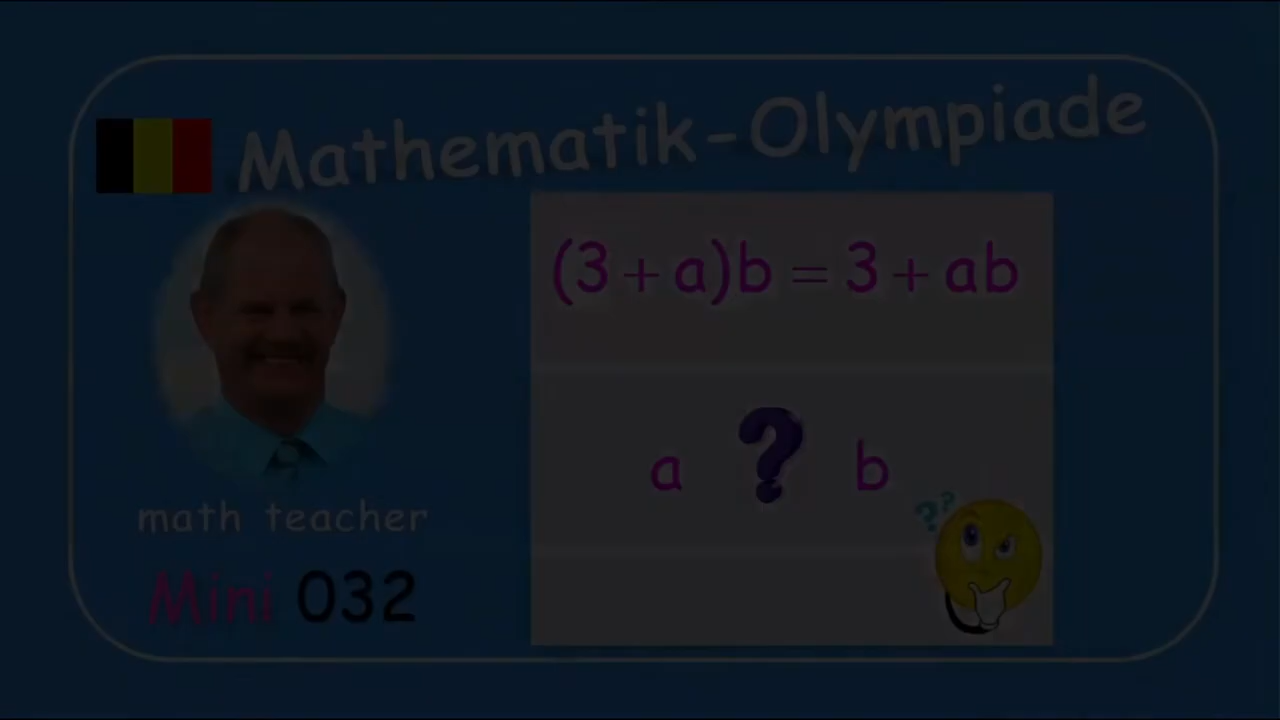 Mathematik-Olympiade
(3 + a)b = 3 + ab
a ? b
??
math teacher
Mini 032